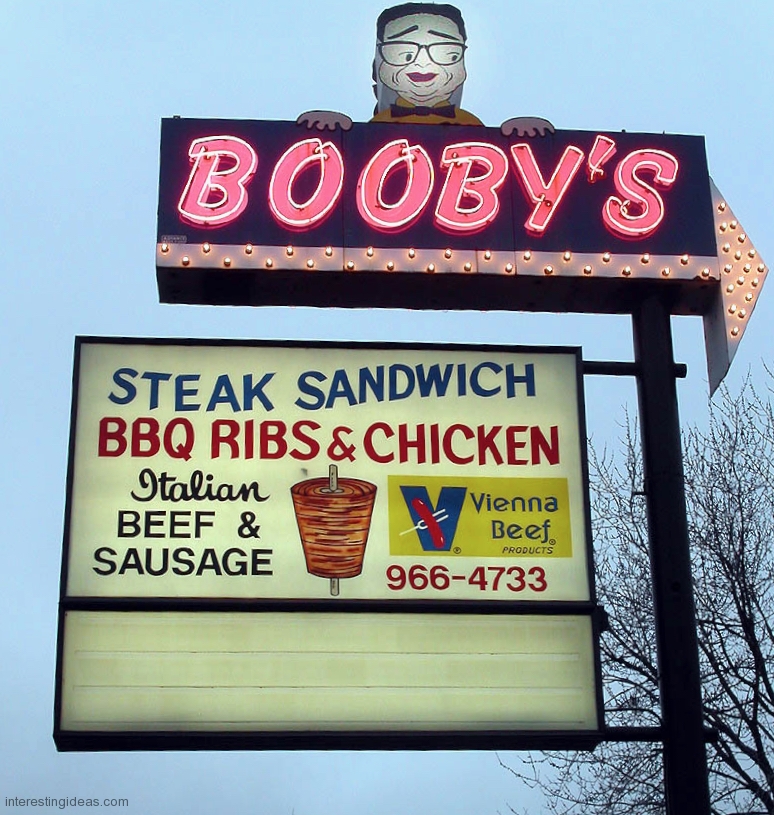 BOOBY'S
STEAK SANDWICH
BBQ RIBS & CHICKEN
Italian
BEEF &
SAUSAGE
V
Vienna
Beef®
PRODUCTS
®
966-4733
interestingideas.com